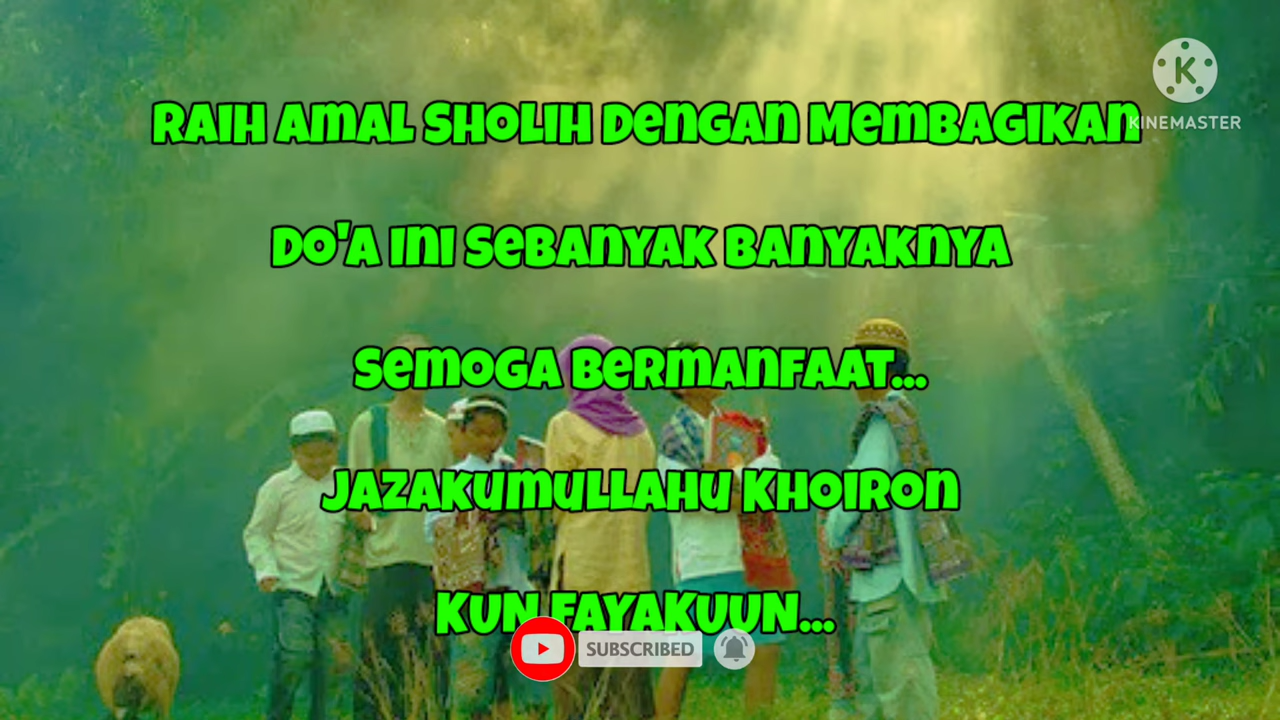 RAIH AMAL SHOLIH DENGAN MEMBAGIKAN
KINEMASTER
DO'A INI SEBANYAK BANYAKNYA
SEMOGA BERMANFAAT...
JAZAKUMULLAHU KHOIRON
KUN FAYAKUUN...
SUBSCRIBED